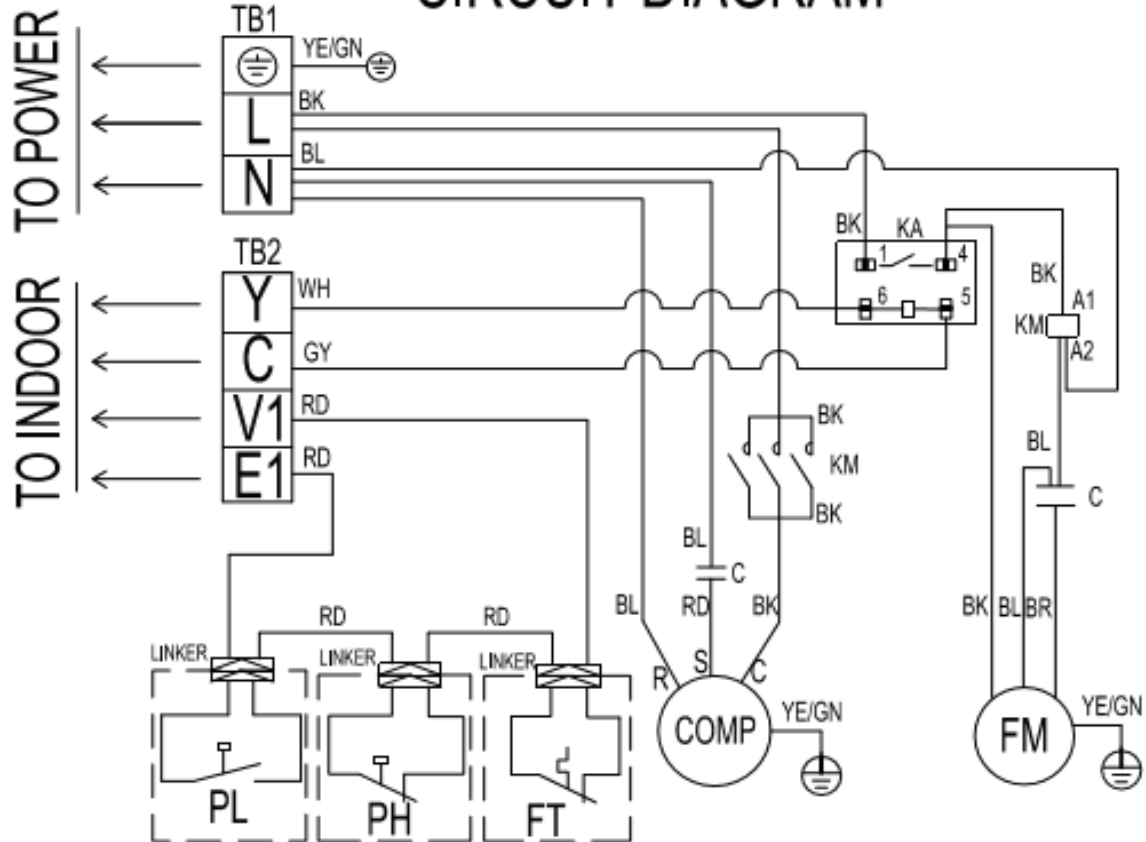 CIRCUIT DIAGRAM
TO POWER
TB1
YE/GN
L
BK
N
BL
TO INDOOR
TB2
Y
WH
C
GY
V1
RD
E1
RD
BK
KA
1
4
6
5
BK
KM
A1
A2
BK
KM
BK
BL
C
BL
C
BL
RD
BK
BK
BL
BR
RD
RD
LINKER
LINKER
LINKER
R
S
C
COMP
YE/GN
FM
YE/GN
PL
PH
FT